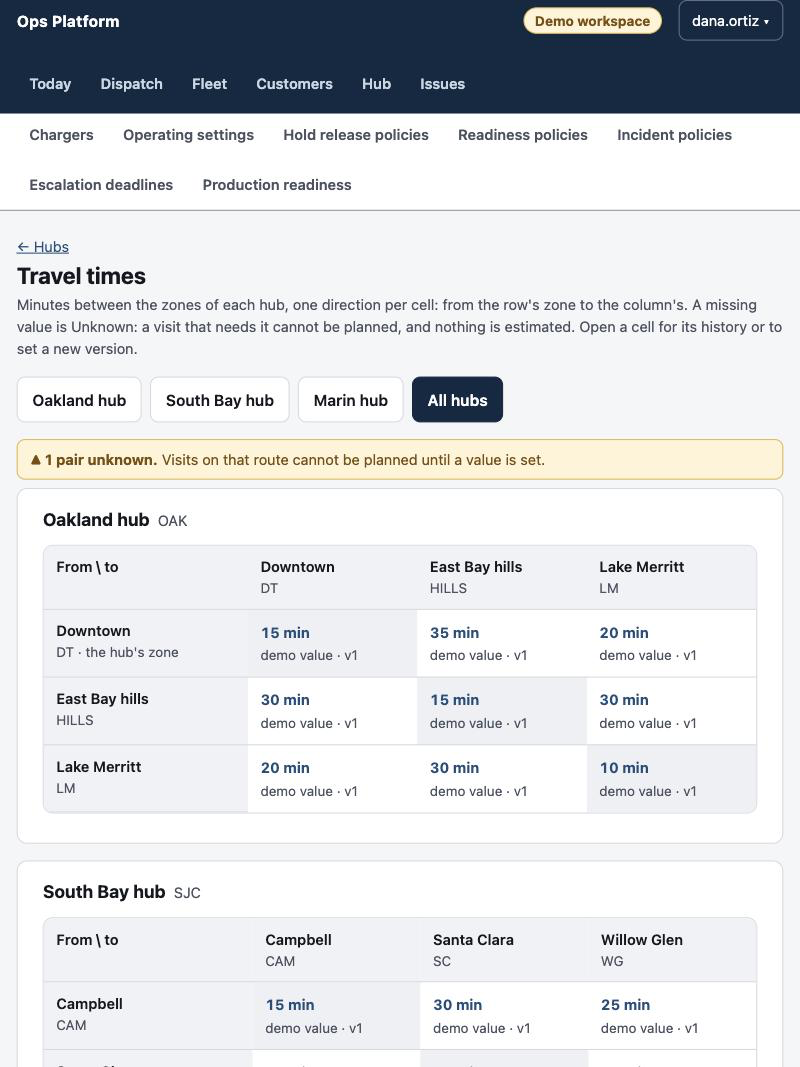 Ops Platform
Demo workspace
dana.ortiz ▾
Today Dispatch Fleet Customers Hub Issues
Chargers Operating settings Hold release policies Readiness policies Incident policies
Escalation deadlines Production readiness
← Hubs
Travel times
Minutes between the zones of each hub, one direction per cell: from the row's zone to the column's. A missing
value is Unknown: a visit that needs it cannot be planned, and nothing is estimated. Open a cell for its history or to
set a new version.
Oakland hub South Bay hub Marin hub All hubs
▲ 1 pair unknown. Visits on that route cannot be planned until a value is set.
Oakland hub OAK
From \ to Downtown East Bay hills Lake Merritt
DT HILLS LM
Downtown 15 min 35 min 20 min
DT · the hub's zone demo value · v1 demo value · v1 demo value · v1
East Bay hills 30 min 15 min 30 min
HILLS demo value · v1 demo value · v1 demo value · v1
Lake Merritt 20 min 30 min 10 min
LM demo value · v1 demo value · v1 demo value · v1
South Bay hub SJC
From \ to Campbell Santa Clara Willow Glen
CAM SC WG
Campbell 15 min 30 min 25 min
CAM demo value · v1 demo value · v1 demo value · v1